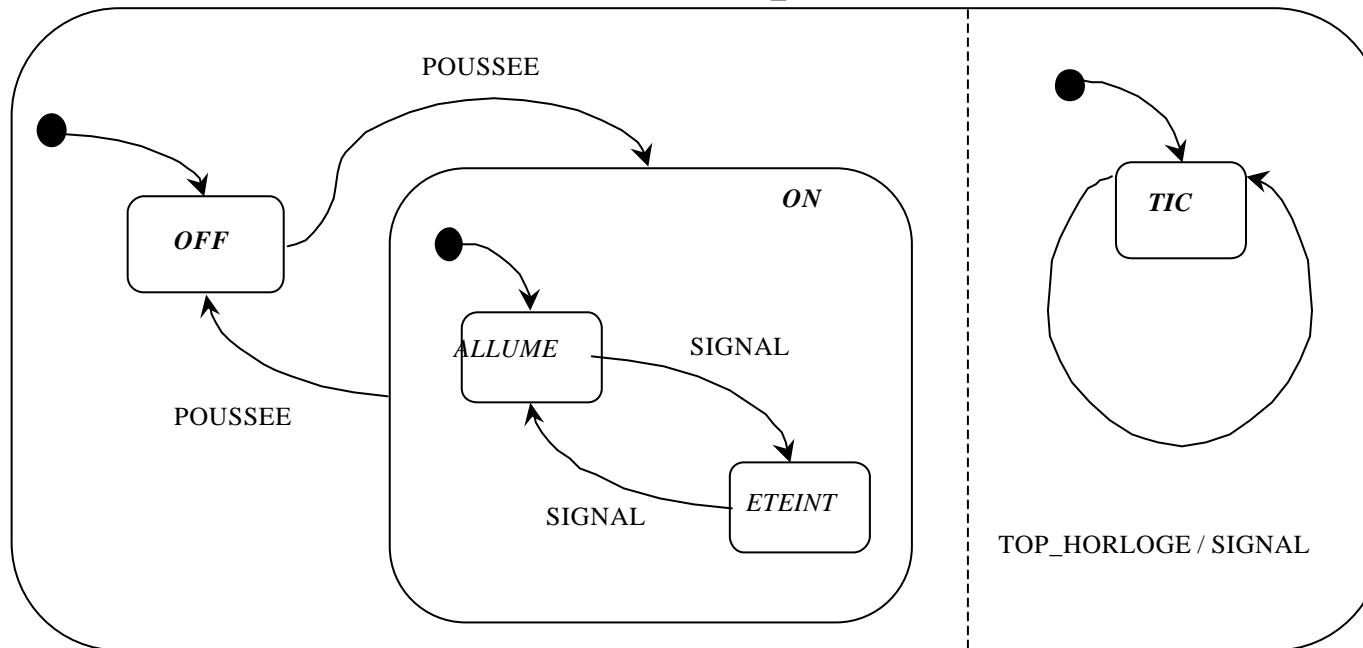 POUSSEE
ON
TIC
OFF
ALLUME
SIGNAL
POUSSEE
ETEINT
SIGNAL
TOP_HORLOGE / SIGNAL